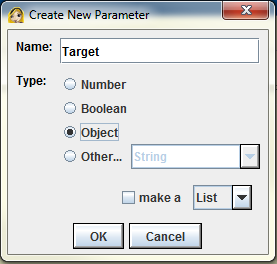 Create New Parameter
Name: Target
Type: Number
Boolean
Object
Other... String
make a List
OK Cancel